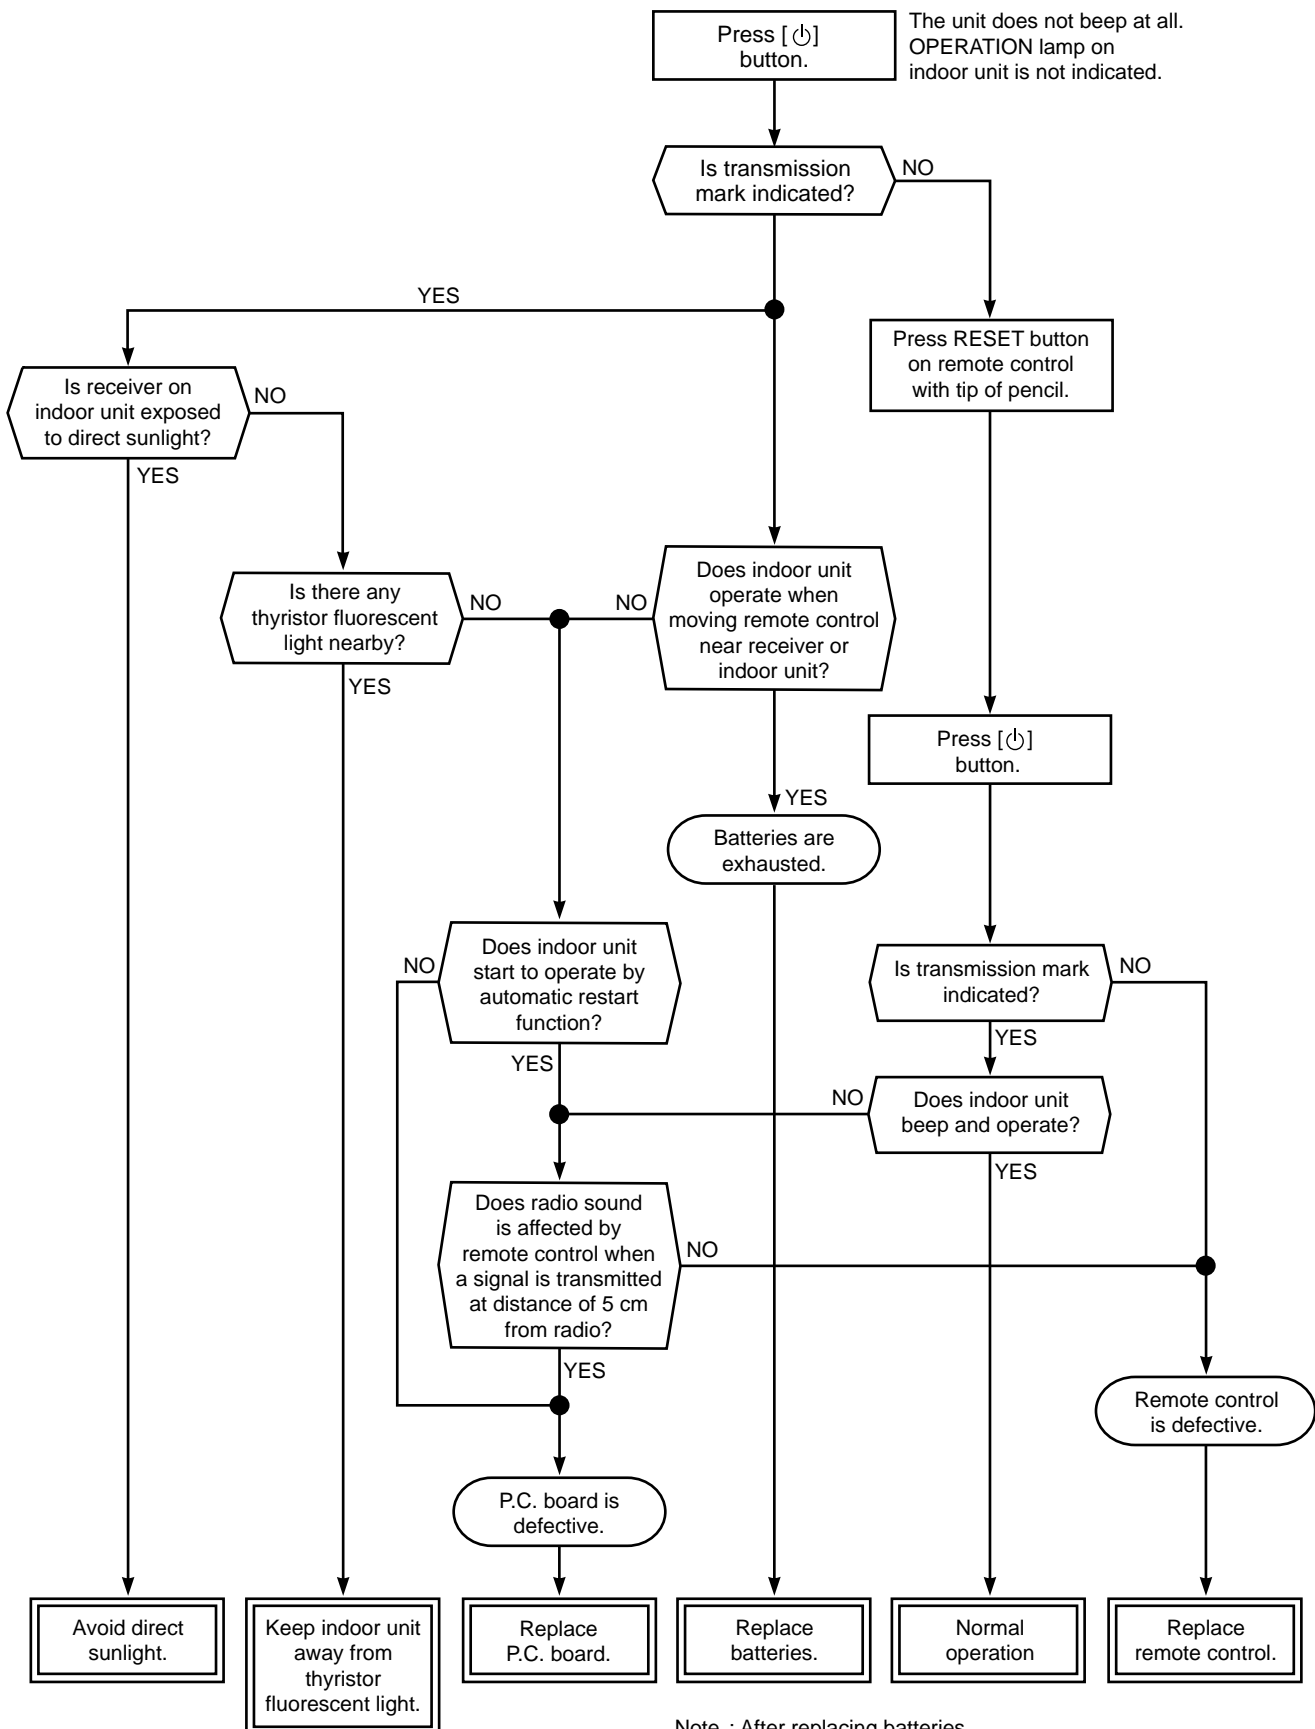 Press [⏻]
button.
The unit does not beep at all.
OPERATION lamp on
indoor unit is not indicated.
Is transmission
mark indicated?
NO
YES
Press RESET button
on remote control
with tip of pencil.
Is receiver on
indoor unit exposed
to direct sunlight?
NO
YES
Is there any
thyristor fluorescent
light nearby?
NO
YES
NO
Does indoor unit
operate when
moving remote control
near receiver or
indoor unit?
YES
Press [⏻]
button.
Batteries are
exhausted.
NO
Does indoor unit
start to operate by
automatic restart
function?
YES
Is transmission mark
indicated?
NO
YES
NO
Does indoor unit
beep and operate?
YES
Does radio sound
is affected by
remote control when
a signal is transmitted
at distance of 5 cm
from radio?
NO
YES
Remote control
is defective.
P.C. board is
defective.
Avoid direct
sunlight.
Keep indoor unit
away from
thyristor
fluorescent light.
Replace
P.C. board.
Replace
batteries.
Normal
operation
Replace
remote control.
Note : After replacing batteries